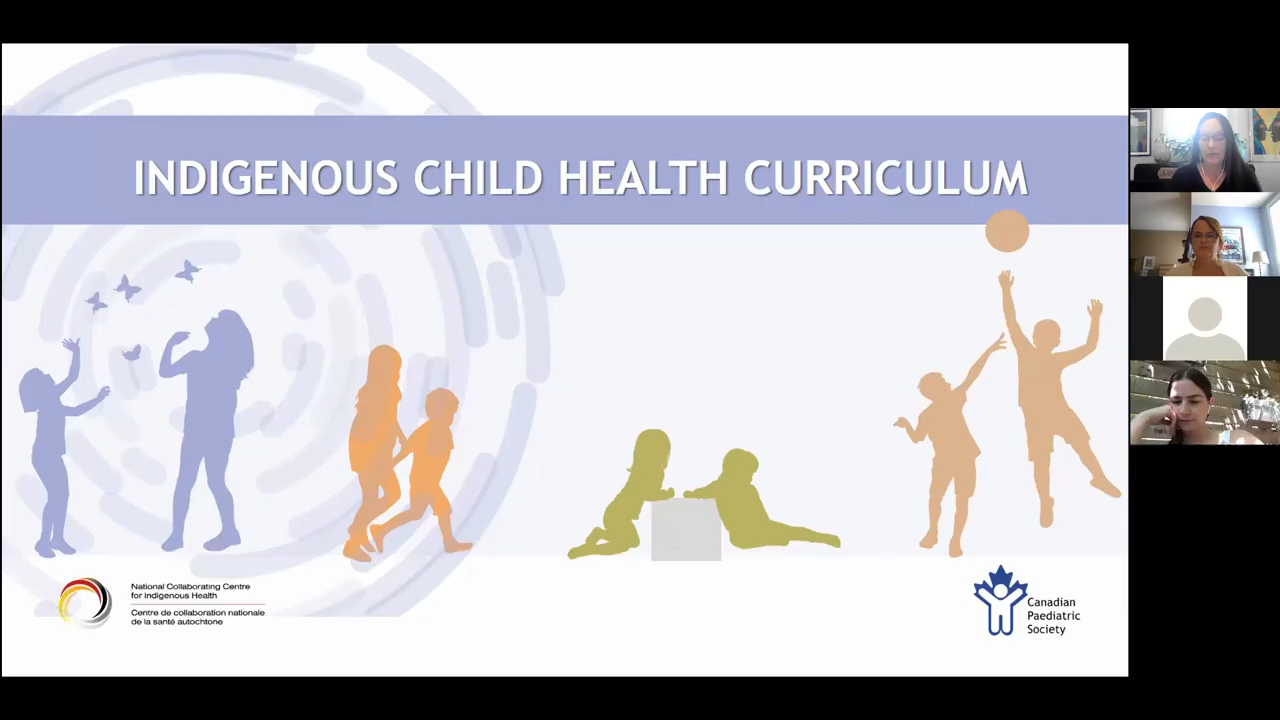 INDIGENOUS CHILD HEALTH CURRICULUM
National Collaborating Centre
for Indigenous Health
Centre de collaboration nationale
de la santé autochtone
Canadian
Paediatric
Society